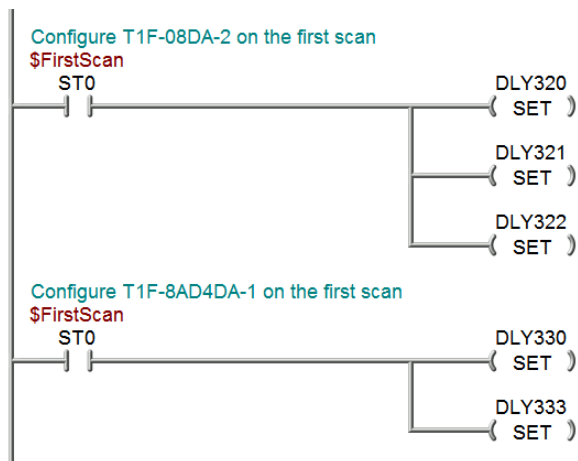 Configure T1F-08DA-2 on the first scan
$FirstScan
ST0
DLY320
SET
DLY321
SET
DLY322
SET
Configure T1F-8AD4DA-1 on the first scan
$FirstScan
ST0
DLY330
SET
DLY333
SET